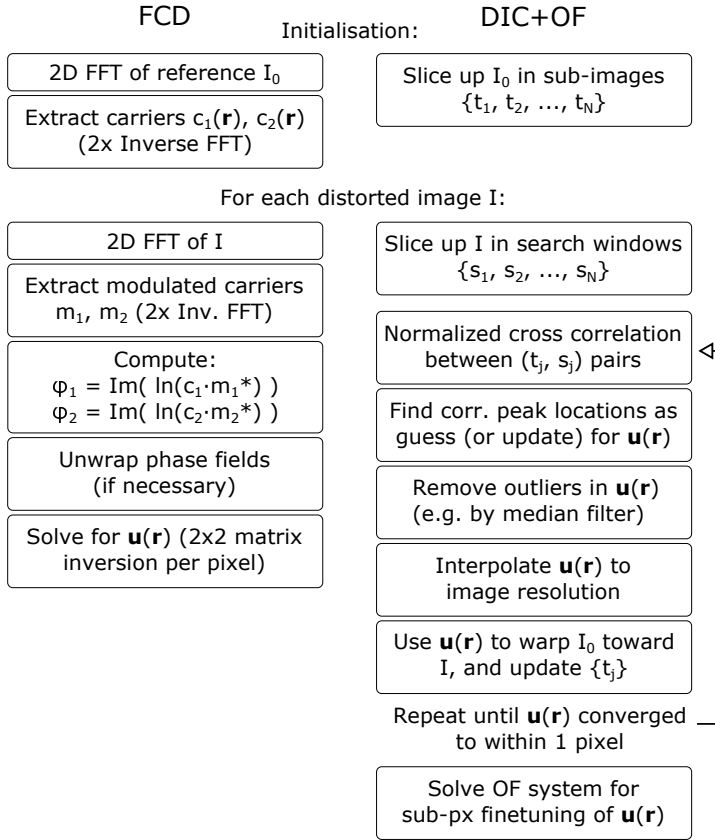 FCD
DIC+OF
Initialisation:
2D FFT of reference I₀
Extract carriers c₁(r), c₂(r)
(2x Inverse FFT)
Slice up I₀ in sub-images
{t₁, t₂, ..., t_N}
For each distorted image I:
2D FFT of I
Extract modulated carriers
m₁, m₂ (2x Inv. FFT)
Compute:
φ₁ = Im( ln(c₁·m₁*) )
φ₂ = Im( ln(c₂·m₂*) )
Unwrap phase fields
(if necessary)
Solve for u(r) (2x2 matrix
inversion per pixel)
Slice up I in search windows
{s₁, s₂, ..., s_N}
Normalized cross correlation
between (tⱼ, sⱼ) pairs
Find corr. peak locations as
guess (or update) for u(r)
Remove outliers in u(r)
(e.g. by median filter)
Interpolate u(r) to
image resolution
Use u(r) to warp I₀ toward
I, and update {tⱼ}
Repeat until u(r) converged
to within 1 pixel
Solve OF system for
sub-px finetuning of u(r)